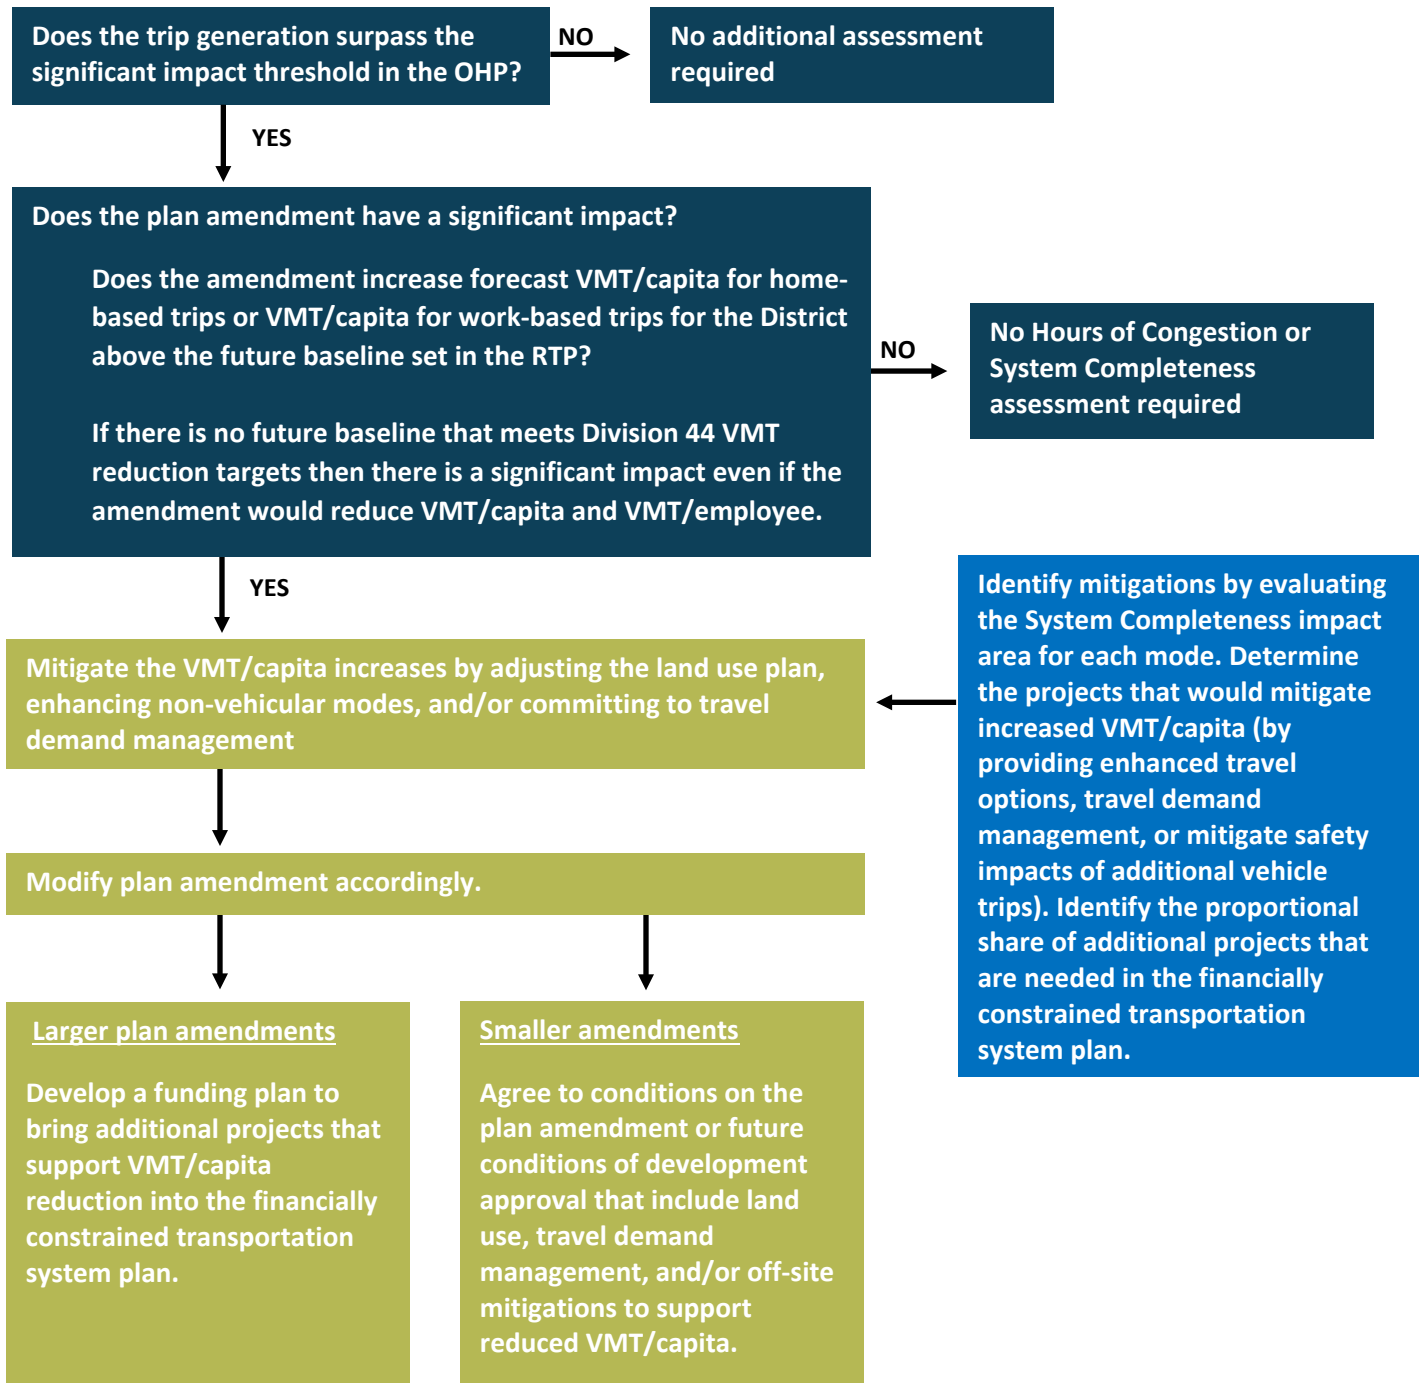 Does the trip generation surpass the
significant impact threshold in the OHP?
NO
No additional assessment
required
YES
Does the plan amendment have a significant impact?
Does the amendment increase forecast VMT/capita for home-
based trips or VMT/capita for work-based trips for the District
above the future baseline set in the RTP?
If there is no future baseline that meets Division 44 VMT
reduction targets then there is a significant impact even if the
amendment would reduce VMT/capita and VMT/employee.
NO
No Hours of Congestion or
System Completeness
assessment required
YES
Mitigate the VMT/capita increases by adjusting the land use plan,
enhancing non-vehicular modes, and/or committing to travel
demand management
Identify mitigations by evaluating
the System Completeness impact
area for each mode. Determine
the projects that would mitigate
increased VMT/capita (by
providing enhanced travel
options, travel demand
management, or mitigate safety
impacts of additional vehicle
trips). Identify the proportional
share of additional projects that
are needed in the financially
constrained transportation
system plan.
Modify plan amendment accordingly.
Larger plan amendments
Develop a funding plan to
bring additional projects that
support VMT/capita
reduction into the financially
constrained transportation
system plan.
Smaller amendments
Agree to conditions on the
plan amendment or future
conditions of development
approval that include land
use, travel demand
management, and/or off-site
mitigations to support
reduced VMT/capita.